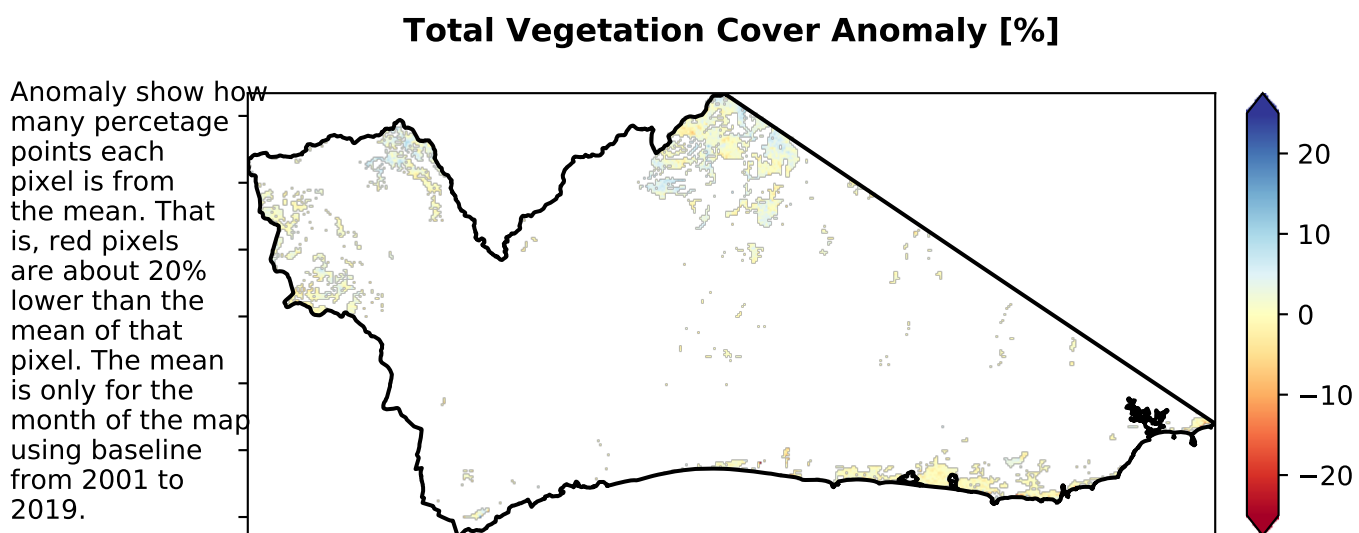 Total Vegetation Cover Anomaly [%]
Anomaly show how
many percetage
points each
pixel is from
the mean. That
is, red pixels
are about 20%
lower than the
mean of that
pixel. The mean
is only for the
month of the map
using baseline
from 2001 to
2019.
20
10
0
−10
−20